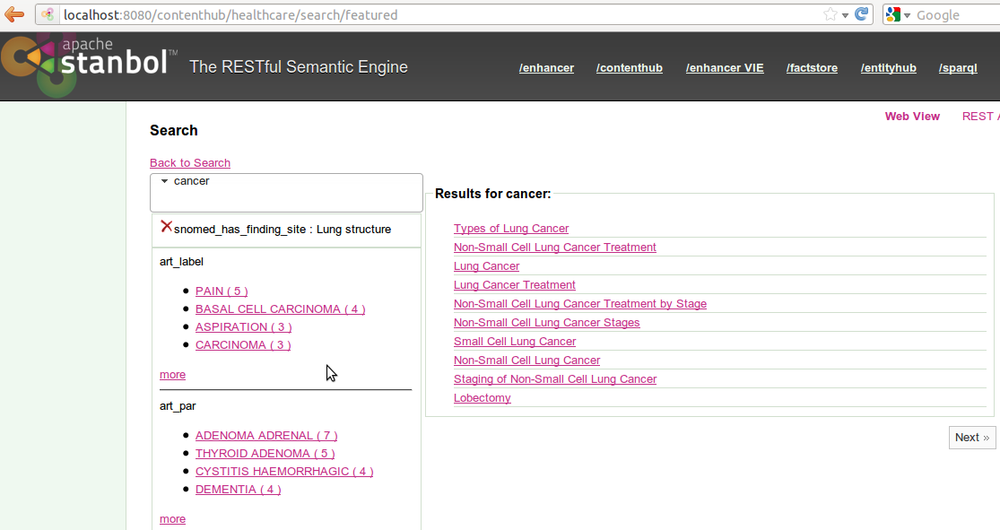 localhost:8080/contenthub/healthcare/search/featured
Google
apache
stanbol™
The RESTful Semantic Engine
/enhancer /contenthub /enhancer VIE /factstore /entityhub /sparql
Web View REST A
Search
Back to Search
cancer
snomed_has_finding_site : Lung structure
art_label
PAIN ( 5 )
BASAL CELL CARCINOMA ( 4 )
ASPIRATION ( 3 )
CARCINOMA ( 3 )
more
art_par
ADENOMA ADRENAL ( 7 )
THYROID ADENOMA ( 5 )
CYSTITIS HAEMORRHAGIC ( 4 )
DEMENTIA ( 4 )
more
Results for cancer:
Types of Lung Cancer
Non-Small Cell Lung Cancer Treatment
Lung Cancer
Lung Cancer Treatment
Non-Small Cell Lung Cancer Treatment by Stage
Non-Small Cell Lung Cancer Stages
Small Cell Lung Cancer
Non-Small Cell Lung Cancer
Staging of Non-Small Cell Lung Cancer
Lobectomy
Next »